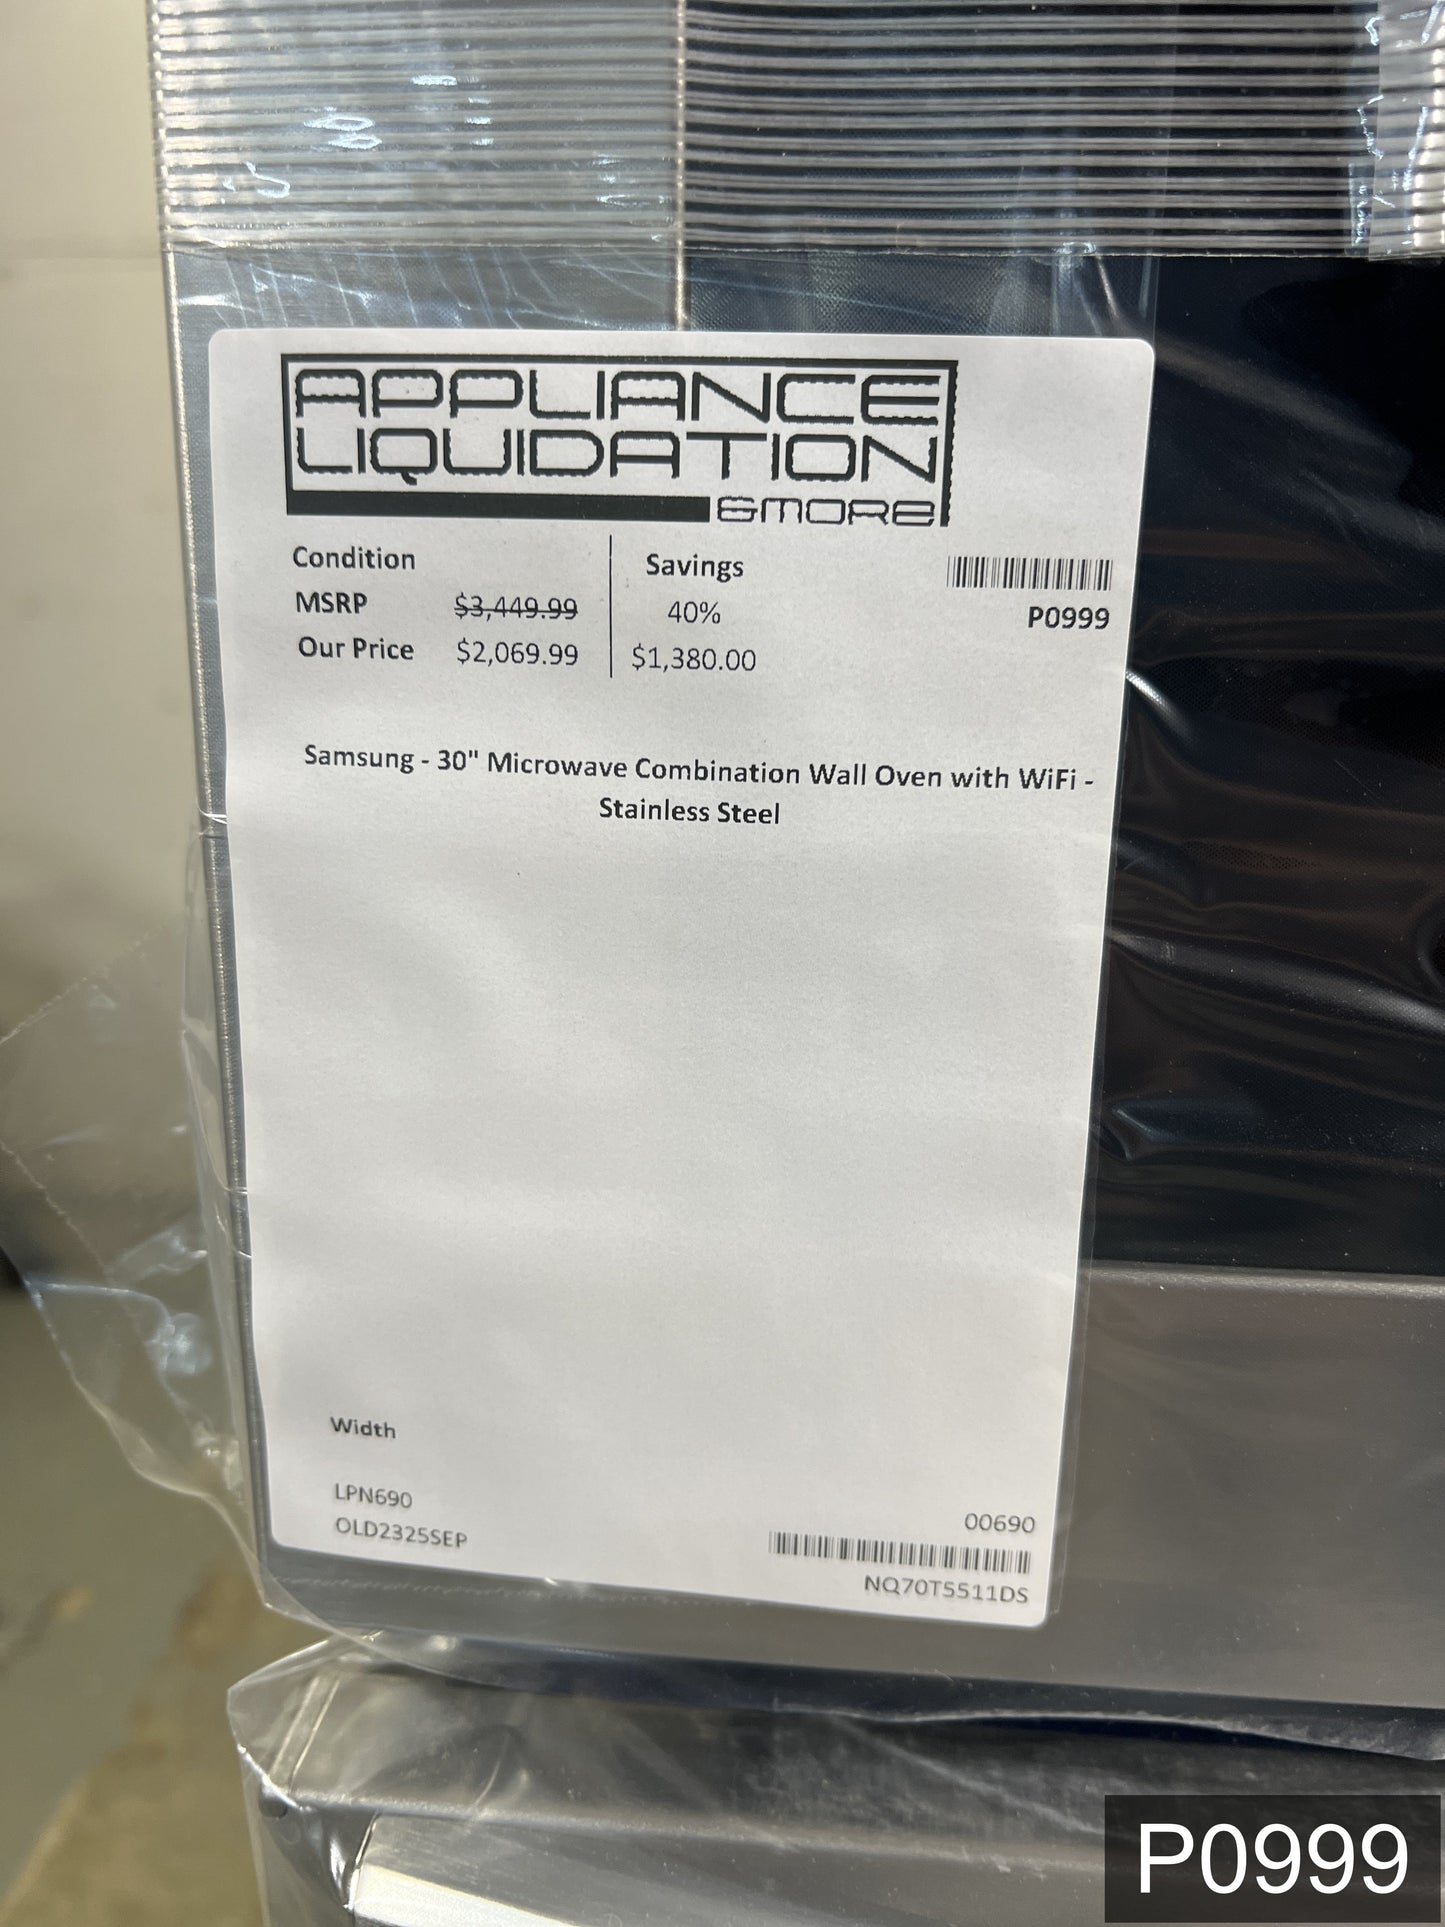 APPLIANCE
LIQUIDATION
&MORE
Condition
MSRP $3,449.99
Our Price $2,069.99
Savings
40%
$1,380.00
P0999
Samsung - 30" Microwave Combination Wall Oven with WiFi -
Stainless Steel
Width
LPN690
OLD2325SEP
00690
NQ70T5511DS
P0999